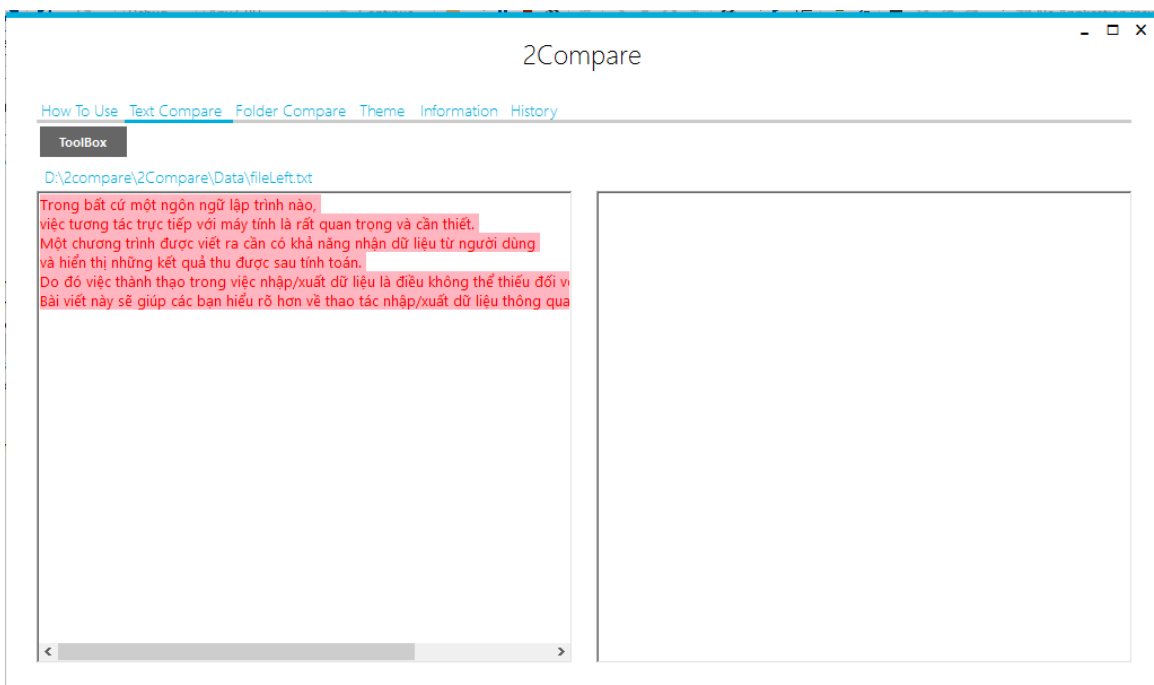 2Compare
How To Use Text Compare Folder Compare Theme Information History
ToolBox
D:\2compare\2Compare\Data\fileLeft.txt
Trong bất cứ một ngôn ngữ lập trình nào,
việc tương tác trực tiếp với máy tính là rất quan trọng và cần thiết.
Một chương trình được viết ra cần có khả năng nhận dữ liệu từ người dùng
và hiển thị những kết quả thu được sau tính toán.
Do đó việc thành thạo trong việc nhập/xuất dữ liệu là điều không thể thiếu đối
Bài viết này sẽ giúp các bạn hiểu rõ hơn về thao tác nhập/xuất dữ liệu thông qua